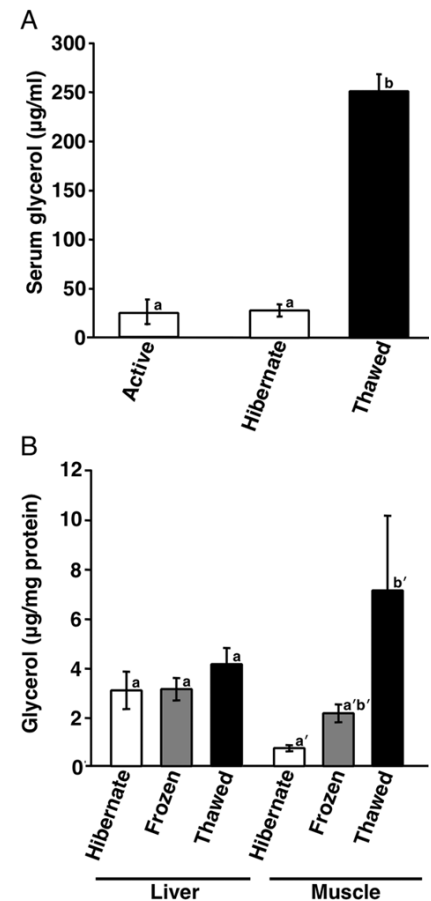 A
Serum glycerol (µg/ml)
300
250
200
150
100
50
0
a
a
b
Active
Hibernate
Thawed
B
Glycerol (µg/mg protein)
12
10
8
6
4
2
0
a
a
a
a′
a′b′
b′
Hibernate
Frozen
Thawed
Hibernate
Frozen
Thawed
Liver
Muscle